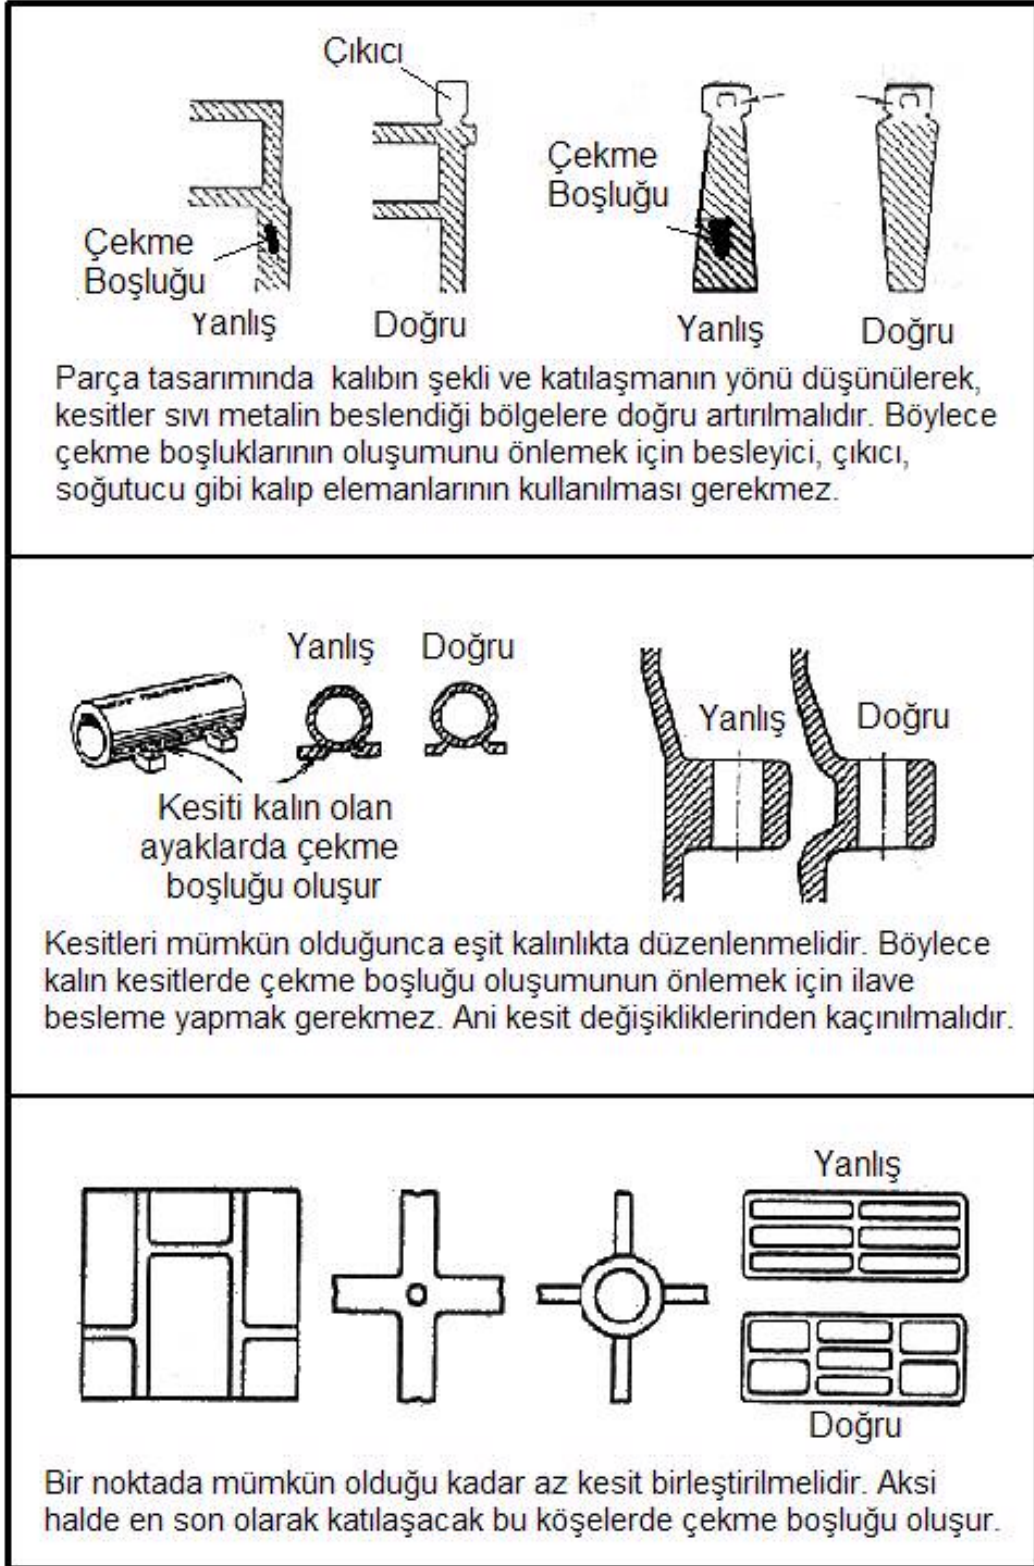 Çıkıcı
Çekme
Boşluğu
Yanlış
Doğru
Çekme
Boşluğu
Yanlış
Doğru
Parça tasarımında kalıbın şekli ve katılaşmanın yönü düşünülerek,
kesitler sıvı metalin beslendiği bölgelere doğru artırılmalıdır. Böylece
çekme boşluklarının oluşumunu önlemek için besleyici, çıkıcı,
soğutucu gibi kalıp elemanlarının kullanılması gerekmez.
Yanlış
Doğru
Kesiti kalın olan
ayaklarda çekme
boşluğu oluşur
Yanlış
Doğru
Kesitleri mümkün olduğunca eşit kalınlıkta düzenlenmelidir. Böylece
kalın kesitlerde çekme boşluğu oluşumunun önlemek için ilave
besleme yapmak gerekmez. Ani kesit değişikliklerinden kaçınılmalıdır.
Yanlış
Doğru
Bir noktada mümkün olduğu kadar az kesit birleştirilmelidir. Aksi
halde en son olarak katılaşacak bu köşelerde çekme boşluğu oluşur.